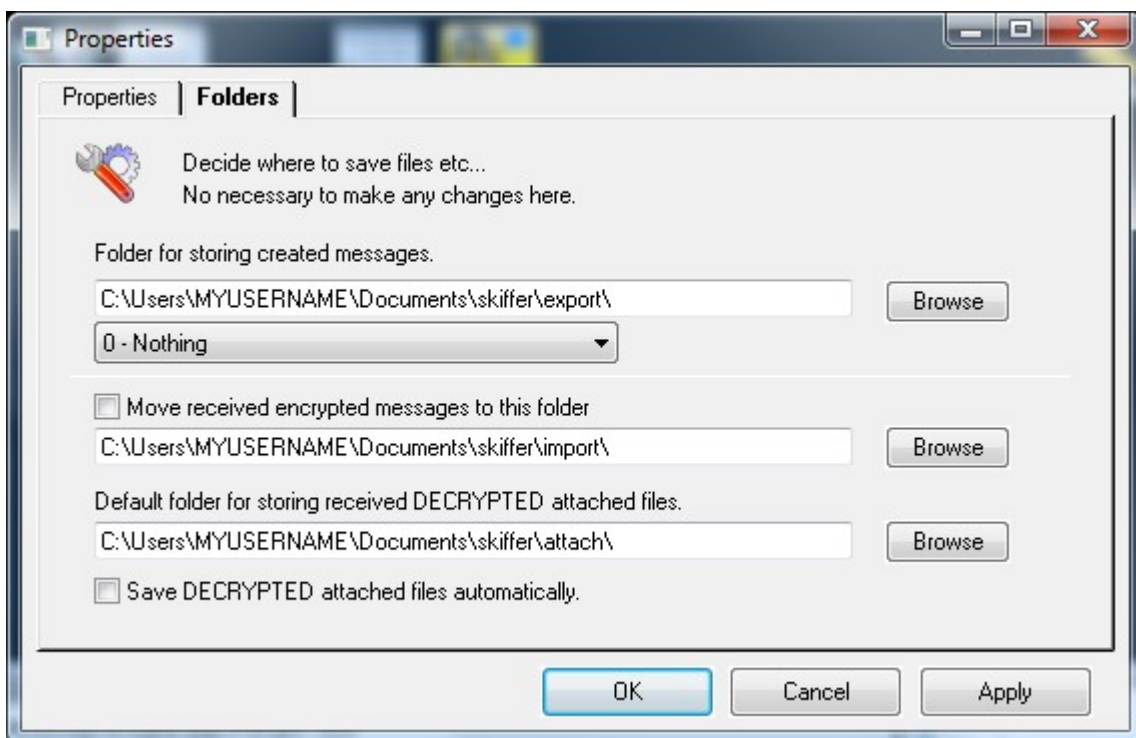 Properties
Properties
Folders
Decide where to save files etc...
No necessary to make any changes here.
Folder for storing created messages.
C:\Users\MYUSERNAME\Documents\skiffer\export\
Browse
0 - Nothing
Move received encrypted messages to this folder
C:\Users\MYUSERNAME\Documents\skiffer\import\
Browse
Default folder for storing received DECRYPTED attached files.
C:\Users\MYUSERNAME\Documents\skiffer\attach\
Browse
Save DECRYPTED attached files automatically.
OK
Cancel
Apply